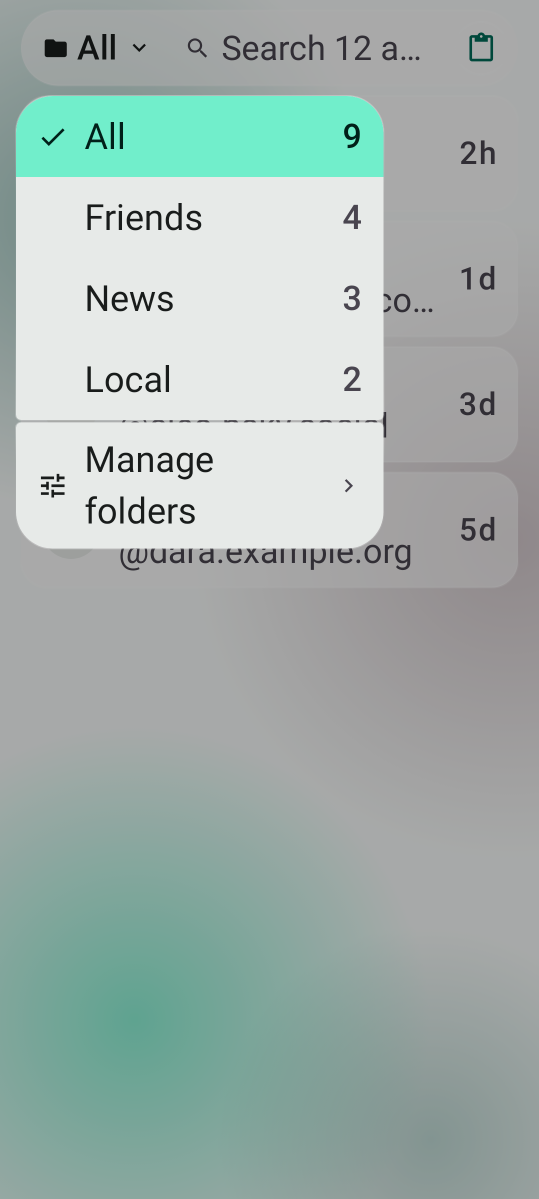 All Search 12 a…
All 9
2h
Friends 4
1d
News 3
co…
Local 2
3d
Manage
folders
5d
@dara.example.org